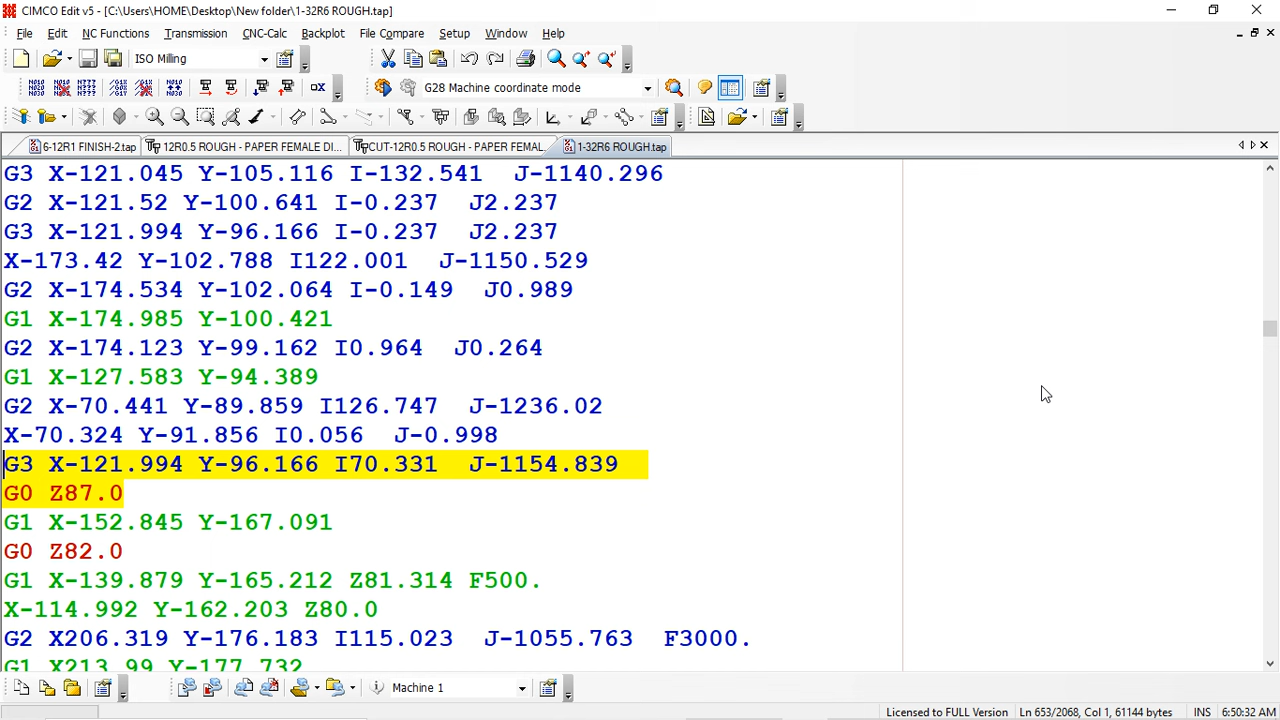 CIMCO Edit v5 - [C:\Users\HOME\Desktop\New folder\1-32R6 ROUGH.tap]
File Edit NC Functions Transmission CNC-Calc Backplot File Compare Setup Window Help
ISO Milling
G28 Machine coordinate mode
6-12R1 FINISH-2.tap 12R0.5 ROUGH - PAPER FEMALE DI... CUT-12R0.5 ROUGH - PAPER FEMAL... 1-32R6 ROUGH.tap
G3 X-121.045 Y-105.116 I-132.541 J-1140.296
G2 X-121.52 Y-100.641 I-0.237 J2.237
G3 X-121.994 Y-96.166 I-0.237 J2.237
X-173.42 Y-102.788 I122.001 J-1150.529
G2 X-174.534 Y-102.064 I-0.149 J0.989
G1 X-174.985 Y-100.421
G2 X-174.123 Y-99.162 I0.964 J0.264
G1 X-127.583 Y-94.389
G2 X-70.441 Y-89.859 I126.747 J-1236.02
X-70.324 Y-91.856 I0.056 J-0.998
G3 X-121.994 Y-96.166 I70.331 J-1154.839
G0 Z87.0
G1 X-152.845 Y-167.091
G0 Z82.0
G1 X-139.879 Y-165.212 Z81.314 F500.
X-114.992 Y-162.203 Z80.0
G2 X206.319 Y-176.183 I115.023 J-1055.763 F3000.
G1 X213.99 Y-177.732
Machine 1
Licensed to FULL Version Ln 653/2068, Col 1, 61144 bytes INS 6:50:32 AM